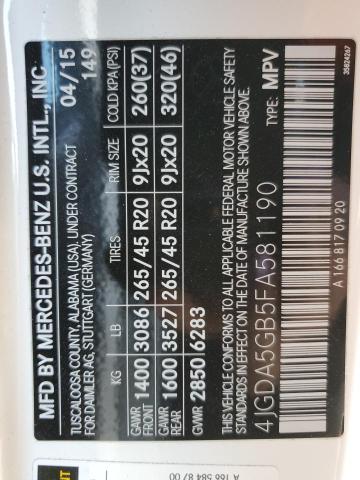 MFD BY MERCEDES-BENZ U.S. INTL., INC
TUSCALOOSA COUNTY, ALABAMA (USA), UNDER CONTRACT 04/15
FOR DAIMLER AG, STUTTGART (GERMANY) 149
KG LB TIRES RIM SIZE COLD KPA (PSI)
GAWR FRONT 1400 3086 265/45 R20 9Jx20 260(37)
GAWR REAR 1600 3527 265/45 R20 9Jx20 320(46)
GVWR 2850/6283
THIS VEHICLE CONFORMS TO ALL APPLICABLE FEDERAL MOTOR VEHICLE SAFETY
STANDARDS IN EFFECT ON THE DATE OF MANUFACTURE SHOWN ABOVE.
4JGDA5GB5FA581190 TYPE: MPV
A 166 817 09 20 35824267
A 166 584 87 00